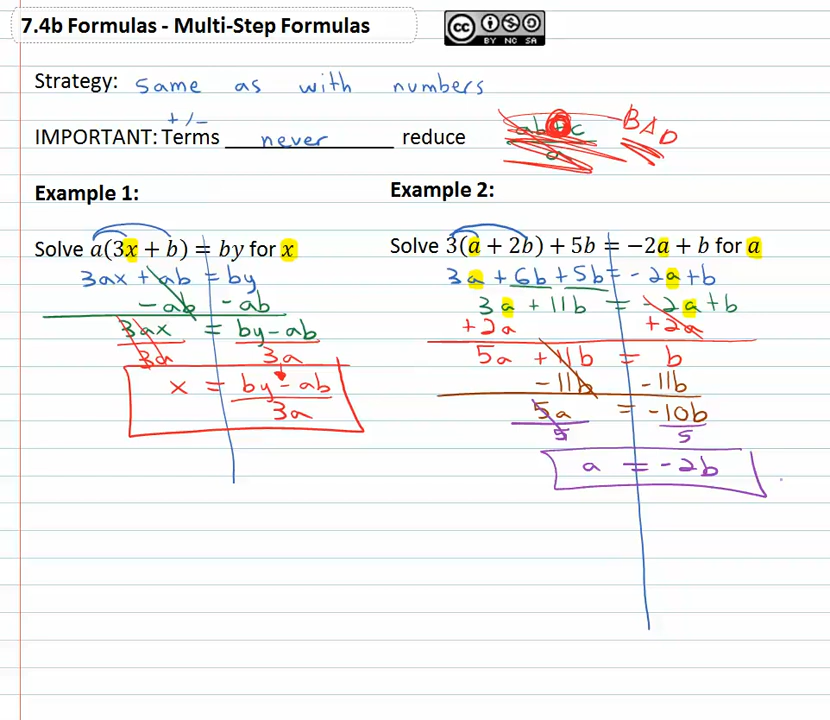 7.4b Formulas - Multi-Step Formulas
cc BY NC SA
Strategy: same as with numbers
+/-
IMPORTANT: Terms never reduce
ab + c
a
BAD
Example 1:
Solve a(3x + b) = by for x
3ax + ab = by
- ab - ab
3ax = by - ab
3a 3a
x = by - ab
3a
Example 2:
Solve 3(a + 2b) + 5b = −2a + b for a
3a + 6b + 5b = - 2a + b
3a + 11b = - 2a + b
+ 2a + 2a
5a + 11b = b
- 11b - 11b
5a = - 10b
5 5
a = - 2b